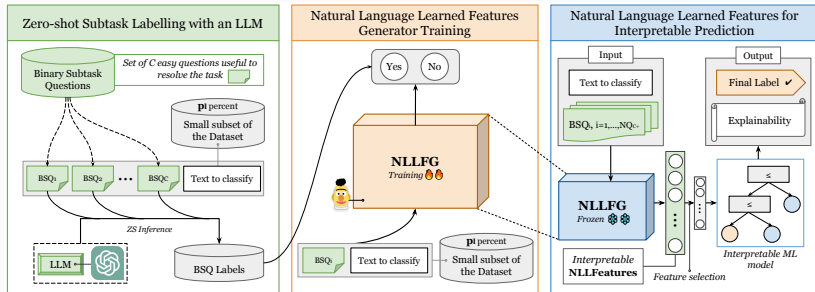 Zero-shot Subtask Labelling with an LLM
Binary Subtask
Questions
Set of C easy questions useful to
resolve the task
pi percent
Small subset of
the Dataset
BSQ1
BSQ2
•••
BSQC
Text to classify
ZS Inference
LLM
BSQ Labels
Natural Language Learned Features
Generator Training
Yes
No
NLLFG
Training
BSQi
Text to classify
pi percent
Small subset of
the Dataset
Natural Language Learned Features for
Interpretable Prediction
Input
Text to classify
BSQi, i=1,...,NQC+
Output
Final Label ✔
Explainability
NLLFG
Frozen
≤
≤
Interpretable
NLLFeatures
Feature selection
Interpretable ML
model